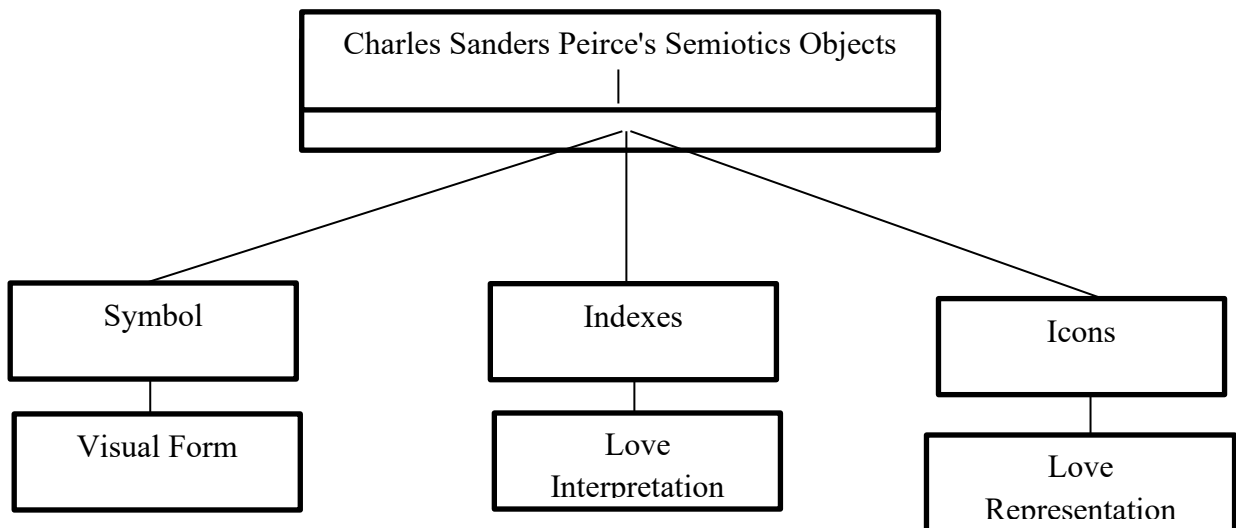 Charles Sanders Peirce's Semiotics Objects
Symbol
Indexes
Icons
Visual Form
Love
Interpretation
Love
Representation